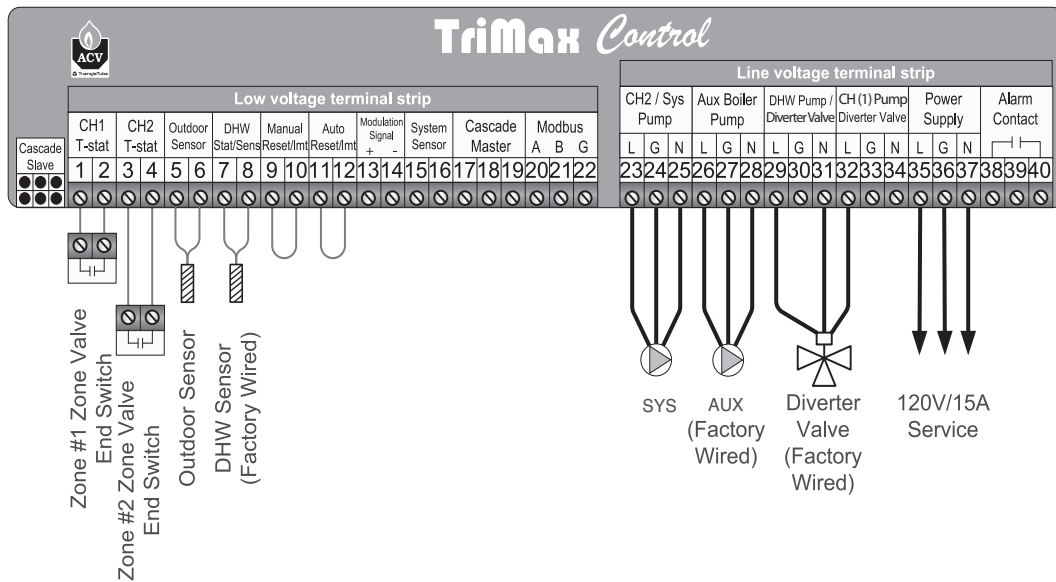 TriMax Control
ACV
TriangleTube
Low voltage terminal strip
Line voltage terminal strip
Cascade
Slave
CH1
T-stat
CH2
T-stat
Outdoor
Sensor
DHW
Stat/Sens
Manual
Reset/lmt
Auto
Reset/lmt
Modulation
Signal
+ -
System
Sensor
Cascade
Master
Modbus
A B G
CH2 / Sys
Pump
L G N
Aux Boiler
Pump
L G N
DHW Pump /
Diverter Valve
L G N
CH (1) Pump
Diverter Valve
L G N
Power
Supply
L G N
Alarm
Contact
1 2 3 4 5 6 7 8 9 10 11 12 13 14 15 16 17 18 19 20 21 22
23 24 25 26 27 28 29 30 31 32 33 34 35 36 37 38 39 40
Zone #1 Zone Valve
End Switch
Zone #2 Zone Valve
End Switch
Outdoor Sensor
DHW Sensor
(Factory Wired)
SYS
AUX
(Factory
Wired)
Diverter
Valve
(Factory
Wired)
120V/15A
Service